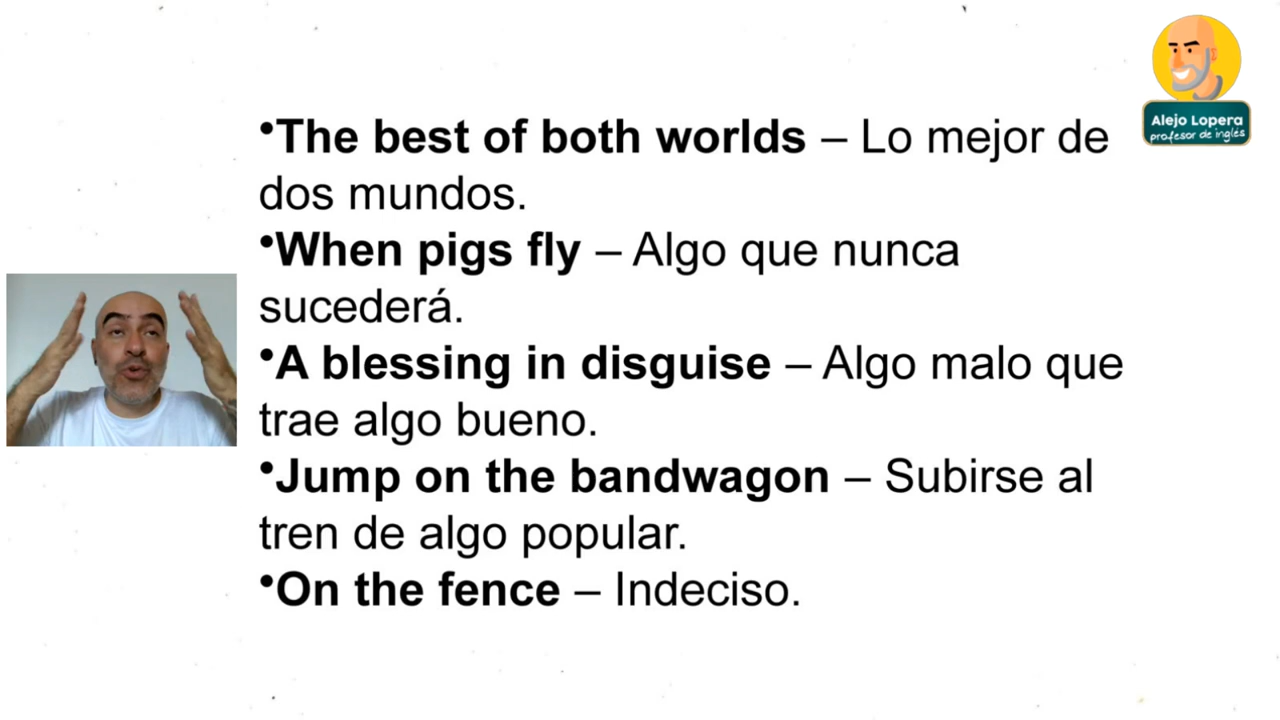 Alejo Lopera
profesor de inglés
•The best of both worlds – Lo mejor de
dos mundos.
•When pigs fly – Algo que nunca
sucederá.
•A blessing in disguise – Algo malo que
trae algo bueno.
•Jump on the bandwagon – Subirse al
tren de algo popular.
•On the fence – Indeciso.